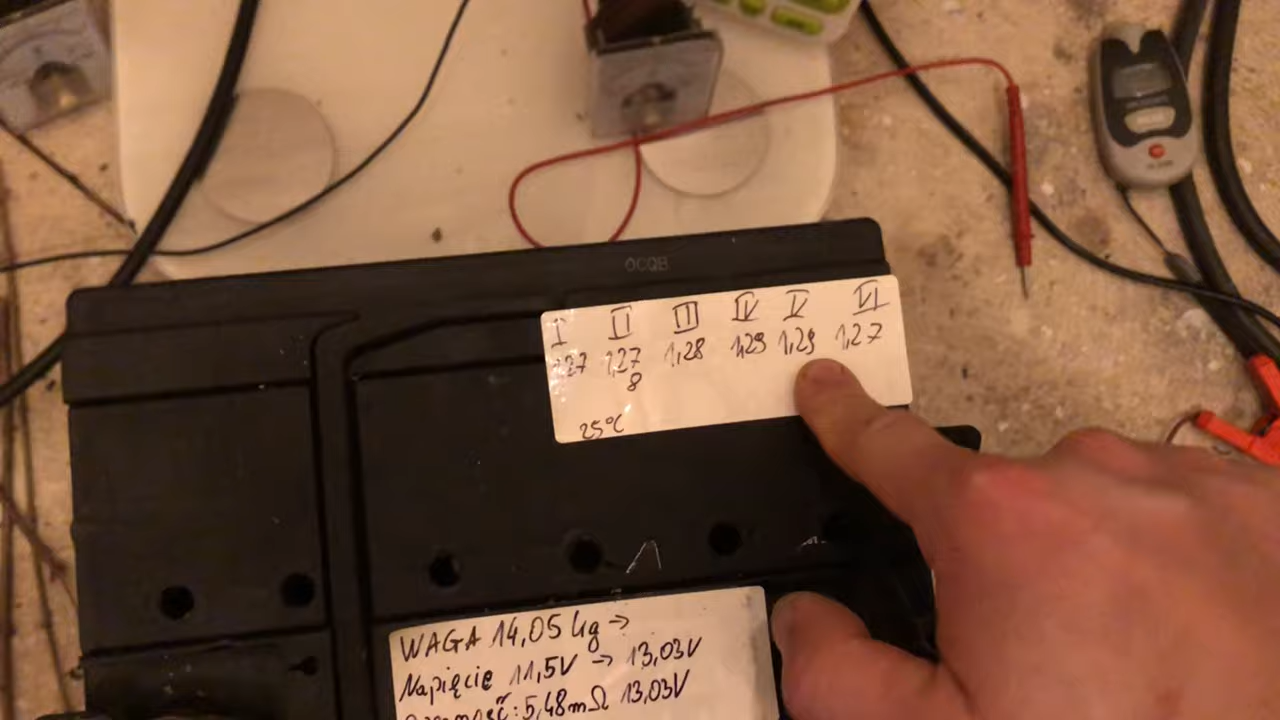 OCQB
I II III IV V VI
1,27 1,27 1,28 1,29 1,29 1,27
8
25°C
WAGA 14,05 kg →
Napięcie 11,5V → 13,03V
5,48mΩ 13,03V